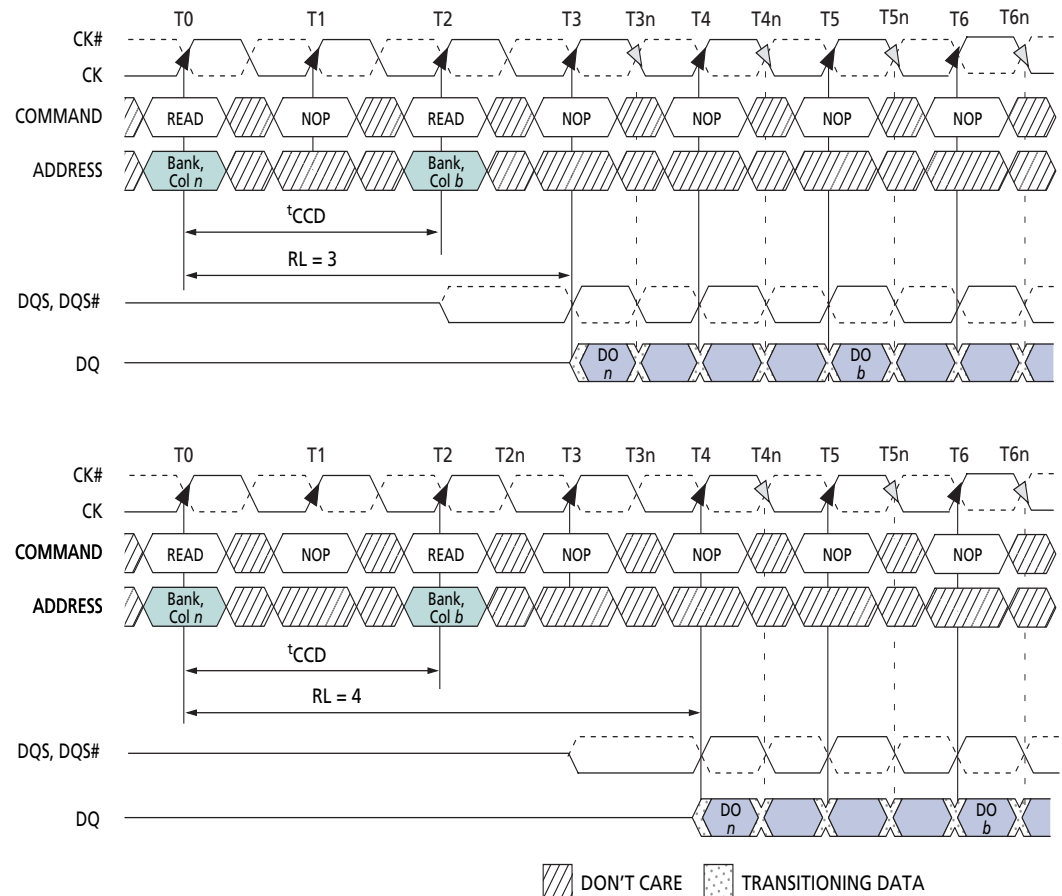 T0 T1 T2 T3 T3n T4 T4n T5 T5n T6 T6n
CK#
CK
COMMAND READ NOP READ NOP NOP NOP NOP
ADDRESS Bank, Col n Bank, Col b
tCCD
RL = 3
DQS, DQS#
DQ DO n DO b
T0 T1 T2 T2n T3 T3n T4 T4n T5 T5n T6 T6n
CK#
CK
COMMAND READ NOP READ NOP NOP NOP NOP
ADDRESS Bank, Col n Bank, Col b
tCCD
RL = 4
DQS, DQS#
DQ DO n DO b
DON'T CARE TRANSITIONING DATA